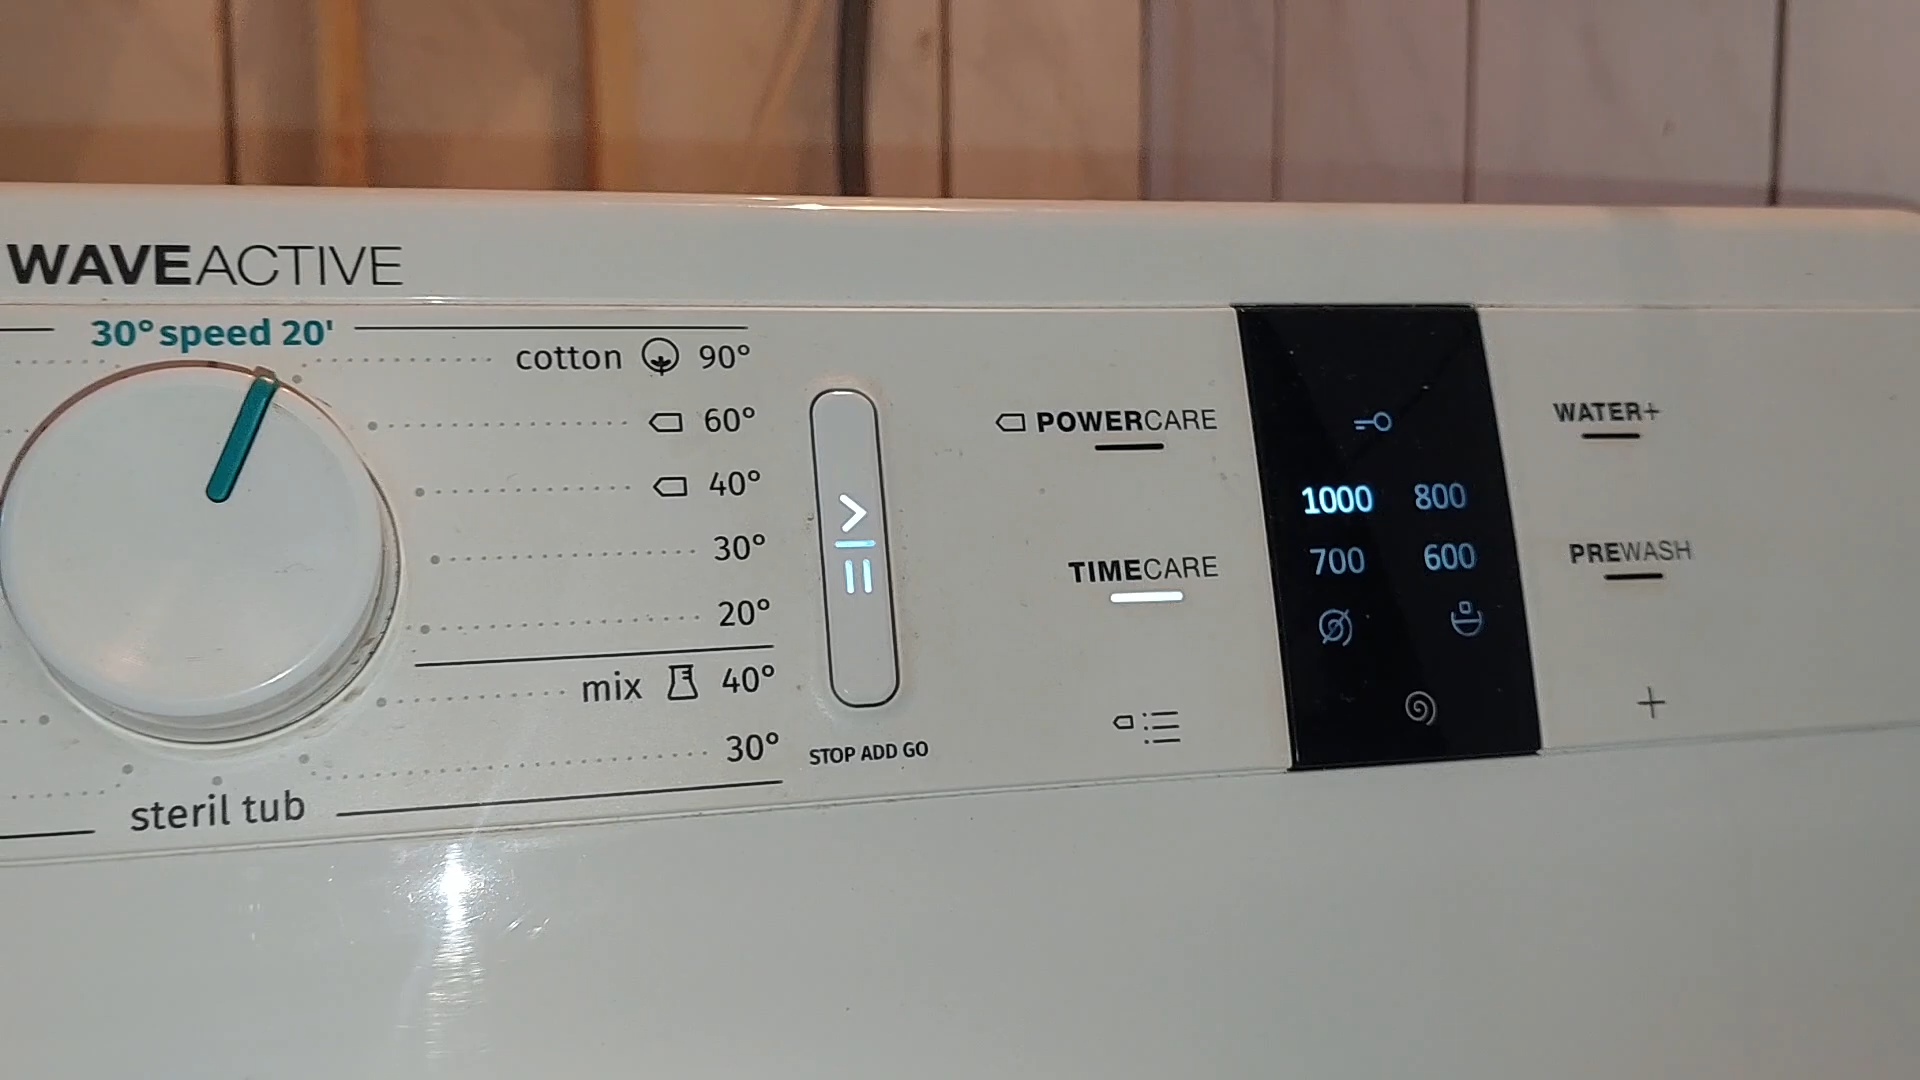 WAVEACTIVE
30° speed 20'
cotton 90°
60°
40°
30°
20°
mix 40°
30°
steril tub
STOP ADD GO
POWERCARE
TIMECARE
1000 800
700 600
WATER+
PREWASH
+